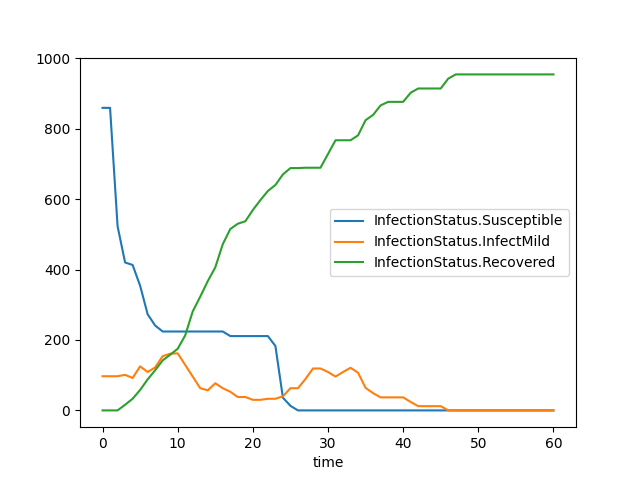 1000
800
600
400
200
0
InfectionStatus.Susceptible
InfectionStatus.InfectMild
InfectionStatus.Recovered
0 10 20 30 40 50 60
time